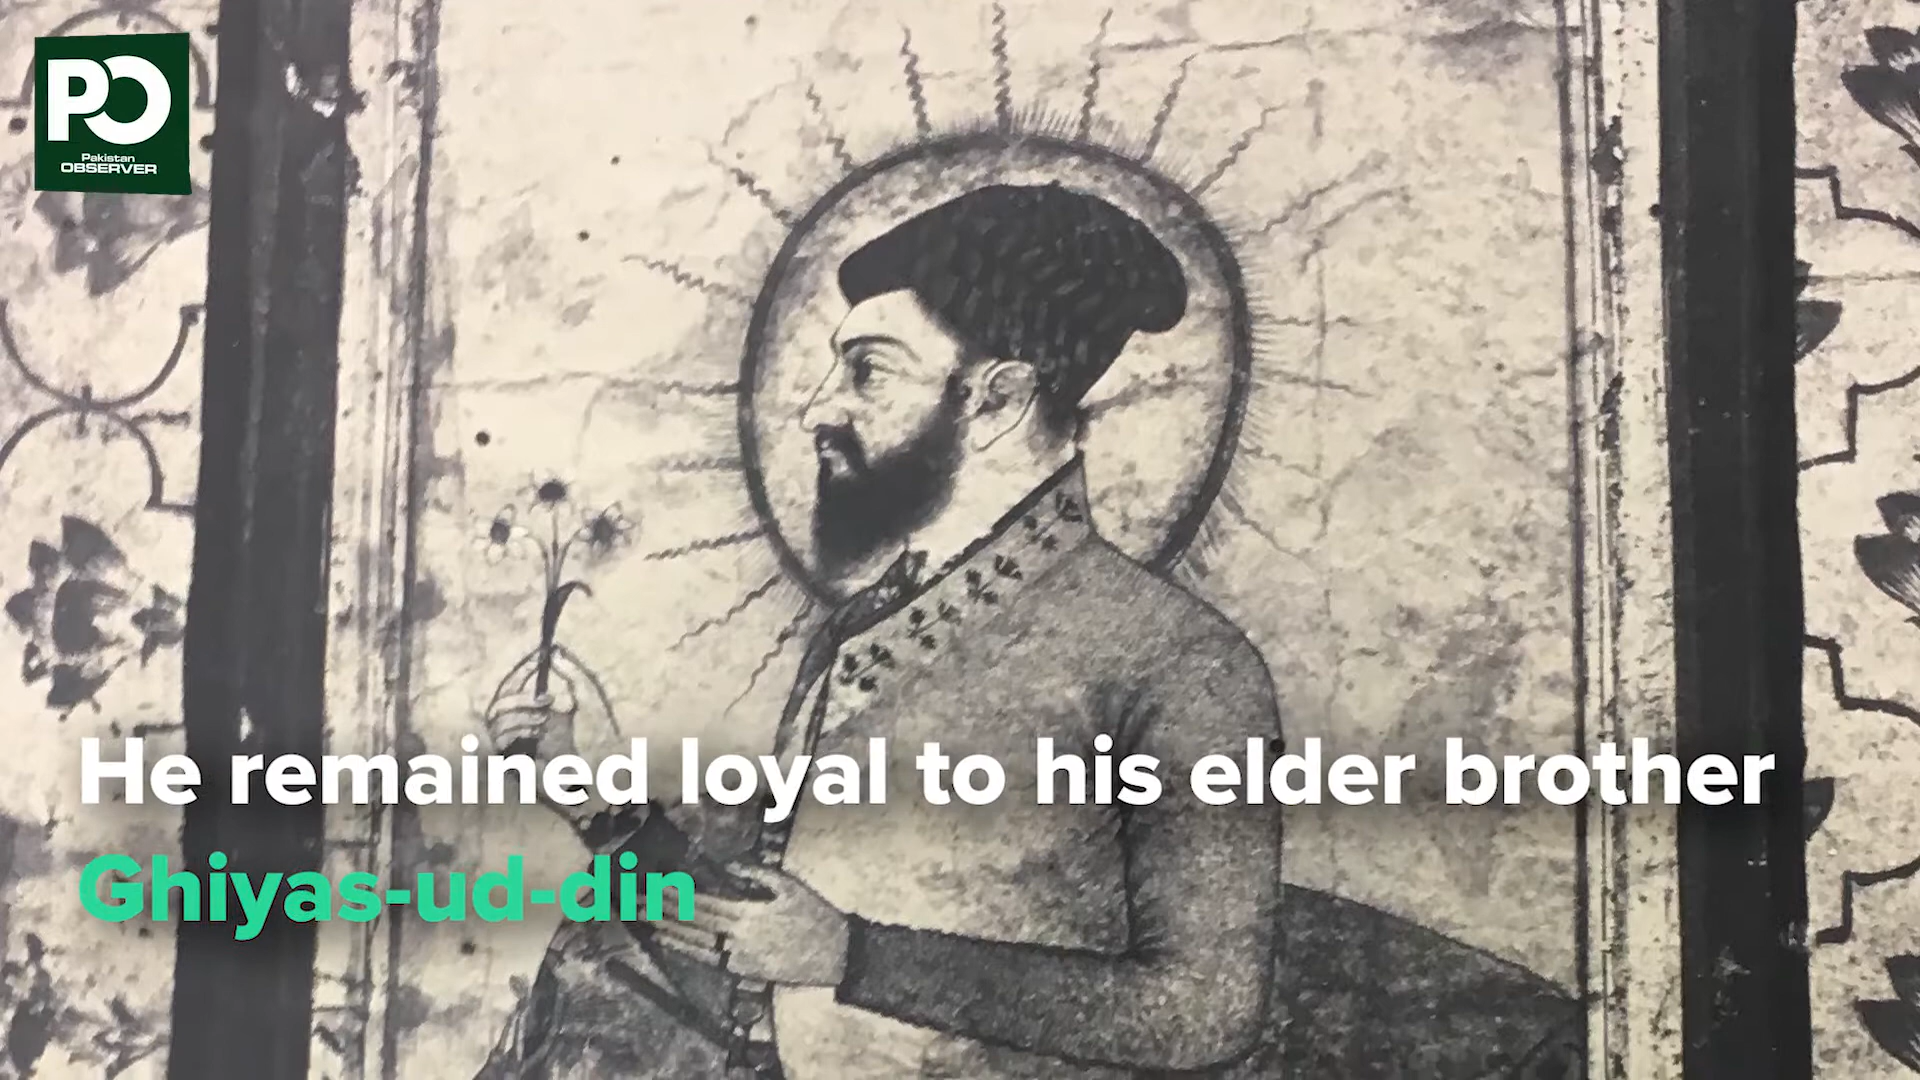 PO
Pakistan
OBSERVER
He remained loyal to his elder brother
Ghiyas-ud-din